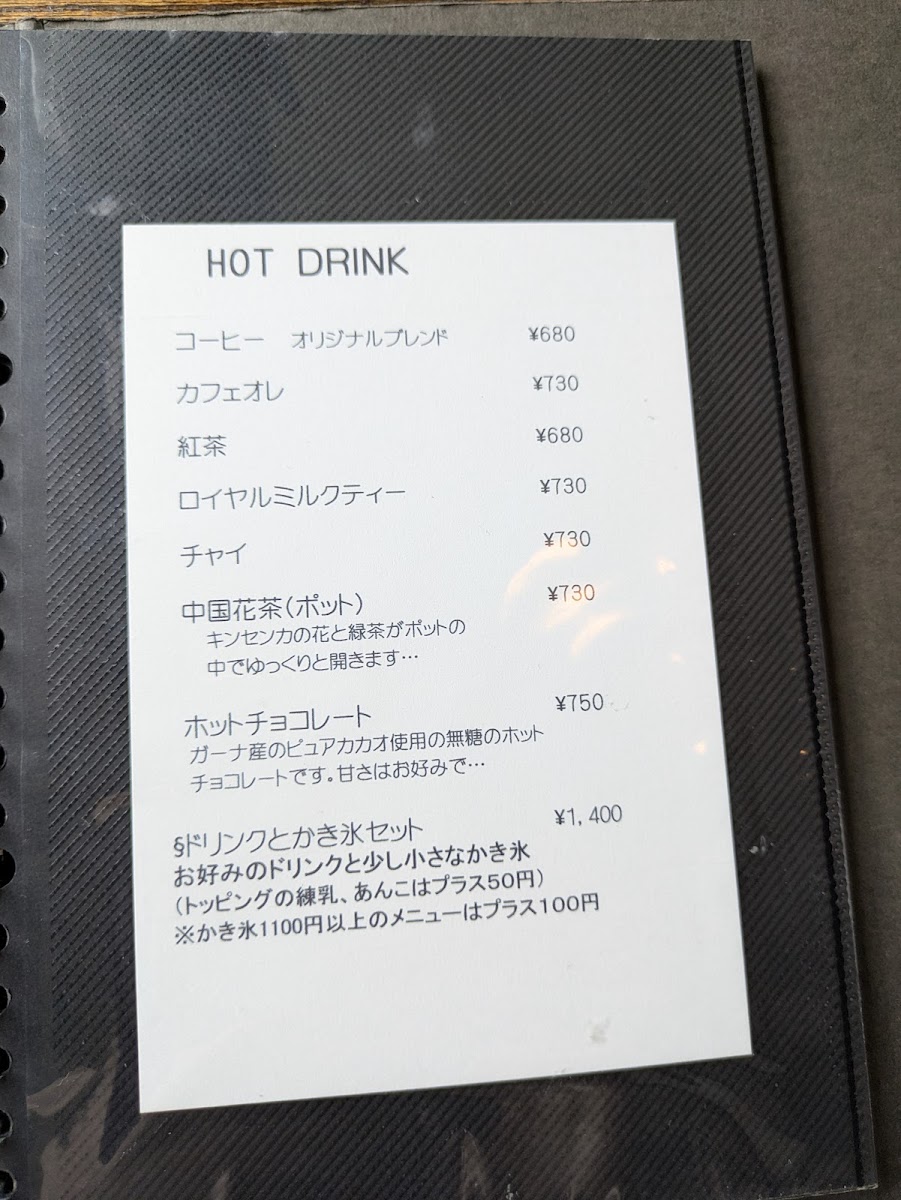 HOT DRINK
コーヒー オリジナルブレンド ¥680
カフェオレ ¥730
紅茶 ¥680
ロイヤルミルクティー ¥730
チャイ ¥730
中国花茶(ポット) ¥730
キンセンカの花と緑茶がポットの
中でゆっくりと開きます…
ホットチョコレート ¥750
ガーナ産のピュアカカオ使用の無糖のホット
チョコレートです。甘さはお好みで…
§ドリンクとかき氷セット ¥1,400
お好みのドリンクと少し小さなかき氷
(トッピングの練乳、あんこはプラス50円)
※かき氷1100円以上のメニューはプラス100円